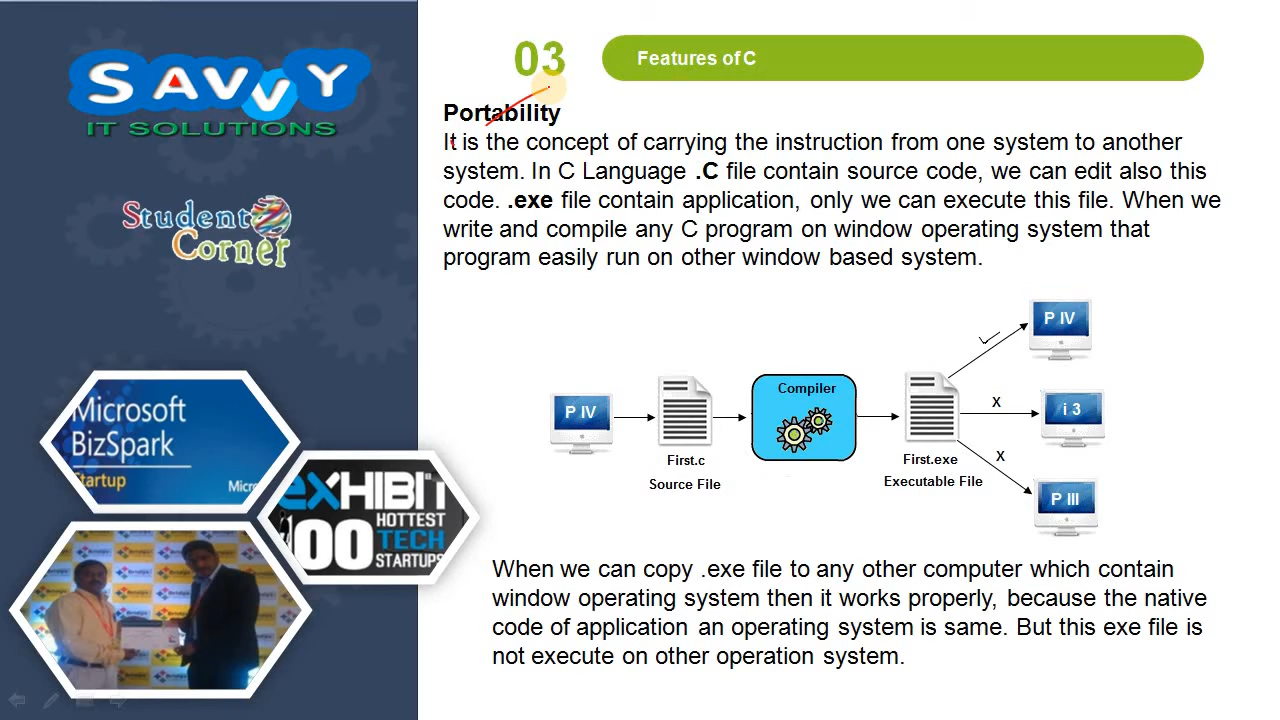 SAVVY
IT SOLUTIONS
Student
Corner
Microsoft
BizSpark
Startup
Micros
eXHIBIT
100
HOTTEST
TECH
STARTUPS
03
Features of C
Portability
It is the concept of carrying the instruction from one system to another
system. In C Language .C file contain source code, we can edit also this
code. .exe file contain application, only we can execute this file. When we
write and compile any C program on window operating system that
program easily run on other window based system.
P IV
First.c
Source File
Compiler
First.exe
Executable File
P IV
X
i 3
X
P III
When we can copy .exe file to any other computer which contain
window operating system then it works properly, because the native
code of application an operating system is same. But this exe file is
not execute on other operation system.